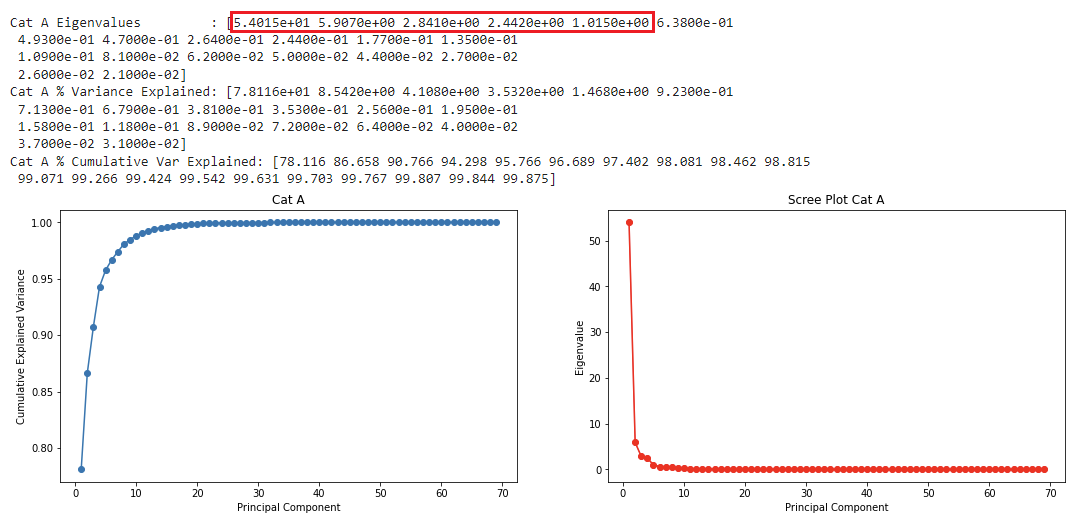 Cat A Eigenvalues         : [5.4015e+01 5.9070e+00 2.8410e+00 2.4420e+00 1.0150e+00 6.3800e-01
 4.9300e-01 4.7000e-01 2.6400e-01 2.4400e-01 1.7700e-01 1.3500e-01
 1.0900e-01 8.1000e-02 6.2000e-02 5.0000e-02 4.4000e-02 2.7000e-02
 2.6000e-02 2.1000e-02]
Cat A % Variance Explained: [7.8116e+01 8.5420e+00 4.1080e+00 3.5320e+00 1.4680e+00 9.2300e-01
 7.1300e-01 6.7900e-01 3.8100e-01 3.5300e-01 2.5600e-01 1.9500e-01
 1.5800e-01 1.1800e-01 8.9000e-02 7.2000e-02 6.4000e-02 4.0000e-02
 3.7000e-02 3.1000e-02]
Cat A % Cumulative Var Explained: [78.116 86.658 90.766 94.298 95.766 96.689 97.402 98.081 98.462 98.815
 99.071 99.266 99.424 99.542 99.631 99.703 99.767 99.807 99.844 99.875]
Cat A
1.00
0.95
0.90
0.85
0.80
Cumulative Explained Variance
0 10 20 30 40 50 60 70
Principal Component
Scree Plot Cat A
50
40
30
20
10
0
Eigenvalue
0 10 20 30 40 50 60 70
Principal Component